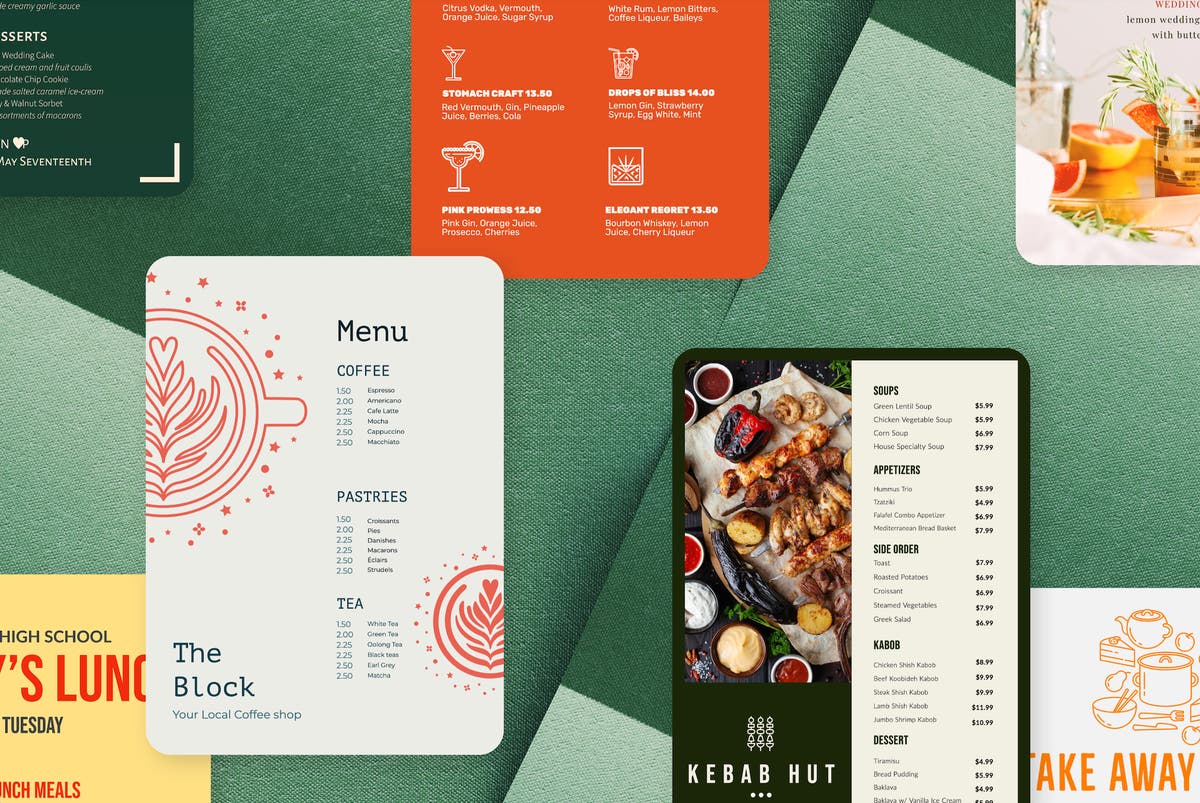 de creamy garlic sauce
SSERTS
Wedding Cake
ped cream and fruit coulis
colate Chip Cookie
ade salted caramel ice-cream
y & Walnut Sorbet
ssortments of macarons
N P
MAY SEVENTEENTH
Citrus Vodka, Vermouth,
Orange Juice, Sugar Syrup
White Rum, Lemon Bitters,
Coffee Liqueur, Baileys
STOMACH CRAFT 13.50
Red Vermouth, Gin, Pineapple
Juice, Berries, Cola
DROPS OF BLISS 14.00
Lemon Gin, Strawberry
Syrup, Egg White, Mint
PINK PROWESS 12.50
Pink Gin, Orange Juice,
Prosecco, Cherries
ELEGANT REGRET 13.50
Bourbon Whiskey, Lemon
Juice, Cherry Liqueur
WEDDING
lemon wedding
with butt
Menu
COFFEE
1.50 Espresso
2.00 Americano
2.25 Cafe Latte
2.25 Mocha
2.50 Cappuccino
2.50 Macchiato
PASTRIES
1.50 Croissants
2.00 Pies
2.25 Danishes
2.25 Macarons
2.50 Éclairs
2.50 Strudels
TEA
1.50 White Tea
2.00 Green Tea
2.25 Oolong Tea
2.25 Black teas
2.50 Earl Grey
2.50 Matcha
The
Block
Your Local Coffee shop
HIGH SCHOOL
Y'S LUNC
TUESDAY
UNCH MEALS
SOUPS
Green Lentil Soup $5.99
Chicken Vegetable Soup $5.99
Corn Soup $6.99
House Specialty Soup $7.99
APPETIZERS
Hummus Trio $5.99
Tzatziki $4.99
Falafel Combo Appetizer $6.99
Mediterranean Bread Basket $7.99
SIDE ORDER
Toast $7.99
Roasted Potatoes $6.99
Croissant $6.99
Steamed Vegetables $7.99
Greek Salad $6.99
KABOB
Chicken Shish Kabob $8.99
Beef Koobideh Kabob $9.99
Steak Shish Kabob $9.99
Lamb Shish Kabob $11.99
Jumbo Shrimp Kabob $10.99
DESSERT
Tiramisu $4.99
Bread Pudding $5.99
Baklava $4.99
Baklava w/ Vanilla Ice Cream $5.99
KEBAB HUT
TAKE AWAY